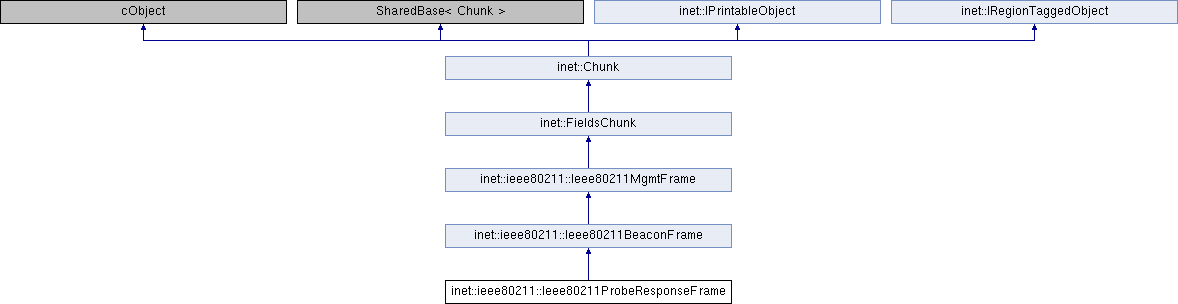 cObject
SharedBase< Chunk >
inet::IPrintableObject
inet::IRegionTaggedObject
inet::Chunk
inet::FieldsChunk
inet::ieee80211::Ieee80211MgmtFrame
inet::ieee80211::Ieee80211BeaconFrame
inet::ieee80211::Ieee80211ProbeResponseFrame